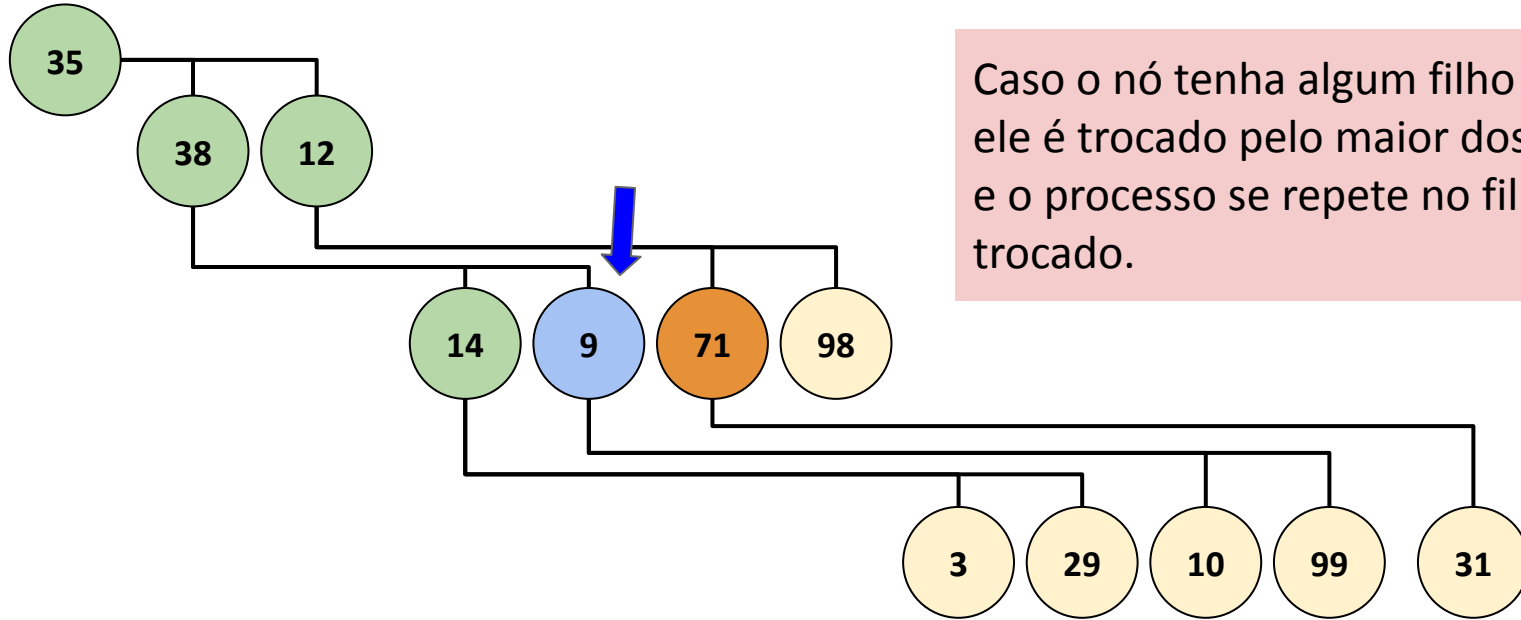 35
38 12
14 9 71 98
3 29 10 99 31
Caso o nó tenha algum filho
ele é trocado pelo maior dos
e o processo se repete no fil
trocado.